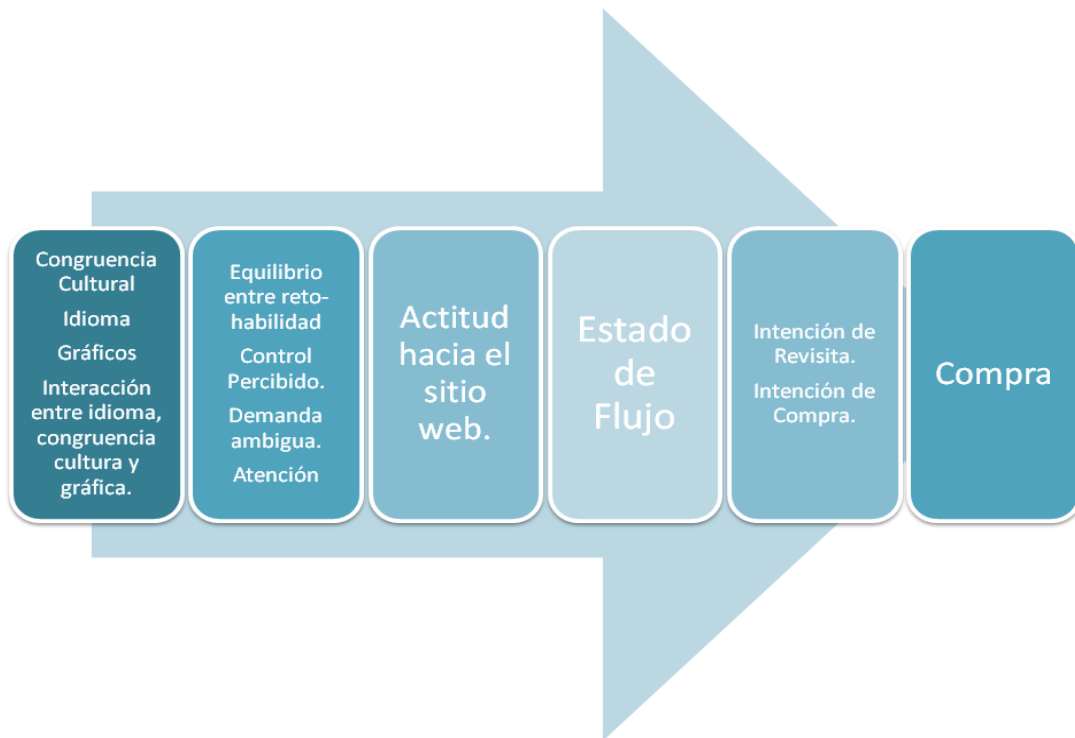 Congruencia
Cultural
Idioma
Gráficos
Interacción
entre idioma,
congruencia
cultura y
gráfica.
Equilibrio
entre reto-
habilidad
Control
Percibido.
Demanda
ambigua.
Atención
Actitud
hacia el
sitio
web.
Estado
de
Flujo
Intención de
Revisita.
Intención de
Compra.
Compra